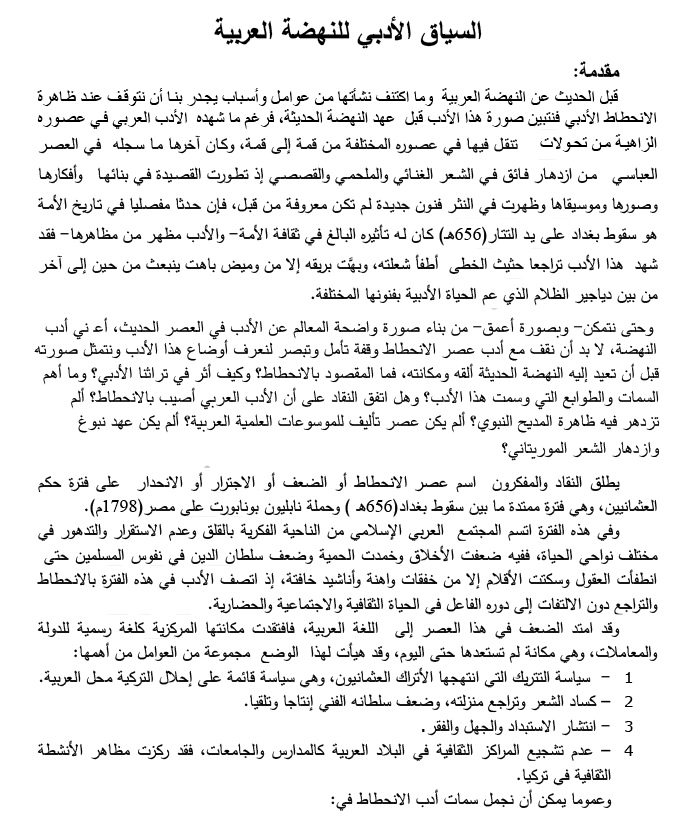 السياق الأدبي للنهضة العربية
مقدمة:
قبل الحديث عن النهضة العربية وما اكتنف نشأتها من عوامل وأسباب يجدر بنا أن نتوقف عند ظاهرة
الانحطاط الأدبي فنتبين صورة هذا الأدب قبل عهد النهضة الحديثة، فرغم ما شهده الأدب العربي في عصوره
الزاهية من تحولات تنقل فيها في عصوره المختلفة من قمة إلى قمة، وكان آخرها ما سجله في العصر
العباسي من ازدهار فائق في الشعر الغنائي والملحمي والقصصي إذ تطورت القصيدة في بنائها وأفكارها
وصورها وموسيقاها وظهرت في النثر فنون جديدة لم تكن معروفة من قبل، فإن حدثا مفصليا في تاريخ الأمة
هو سقوط بغداد على يد التتار(656هـ) كان له تأثيره البالغ في ثقافة الأمة– والأدب مظهر من مظاهرها– فقد
شهد هذا الأدب تراجعا حثيث الخطى أطفأ شعلته، وبهَّت بريقه إلا من وميض باهت ينبعث من حين إلى آخر
من بين دياجير الظلام الذي عم الحياة الأدبية بفنونها المختلفة.
وحتى نتمكن– وبصورة أعمق– من بناء صورة واضحة المعالم عن الأدب في العصر الحديث، أعني أدب
النهضة، لا بد أن نقف مع أدب عصر الانحطاط وقفة تأمل وتبصر لنعرف أوضاع هذا الأدب ونتمثل صورته
قبل أن تعيد إليه النهضة الحديثة ألقه ومكانته، فما المقصود بالانحطاط؟ وكيف أثر في تراثنا الأدبي؟ وما أهم
السمات والطوابع التي وسمت هذا الأدب؟ وهل اتفق النقاد على أن الأدب العربي أصيب بالانحطاط؟ ألم
تزدهر فيه ظاهرة المديح النبوي؟ ألم يكن عصر تأليف للموسوعات العلمية العربية؟ ألم يكن عهد نبوغ
وازدهار الشعر الموريتاني؟
يطلق النقاد والمفكرون اسم عصر الانحطاط أو الضعف أو الاجترار أو الانحدار على فترة حكم
العثمانيين، وهي فترة ممتدة ما بين سقوط بغداد(656هـ ) وحملة نابليون بونابورت على مصر(1798م).
وفي هذه الفترة اتسم المجتمع العربي الإسلامي من الناحية الفكرية بالقلق وعدم الاستقرار والتدهور في
مختلف نواحي الحياة، ففيه ضعفت الأخلاق وخمدت الحمية وضعف سلطان الدين في نفوس المسلمين حتى
انطفأت العقول وسكتت الأقلام إلا من خفقات واهنة وأناشيد خافتة، إذ اتصف الأدب في هذه الفترة بالانحطاط
والتراجع دون الالتفات إلى دوره الفاعل في الحياة الثقافية والاجتماعية والحضارية.
وقد امتد الضعف في هذا العصر إلى اللغة العربية، فافتقدت مكانتها المركزية كلغة رسمية للدولة
والمعاملات، وهي مكانة لم تستعدها حتى اليوم، وقد هيأت لهذا الوضع مجموعة من العوامل من أهمها:
1 – سياسة التتريك التي انتهجها الأتراك العثمانيون، وهي سياسة قائمة على إحلال التركية محل العربية.
2 – كساد الشعر وتراجع منزلته، وضعف سلطانه الفني إنتاجا وتلقيا.
3 – انتشار الاستبداد والجهل والفقر.
4 – عدم تشجيع المراكز الثقافية في البلاد العربية كالمدارس والجامعات، فقد ركزت مظاهر الأنشطة
الثقافية في تركيا.
وعموما يمكن أن نجمل سمات أدب الانحطاط في: